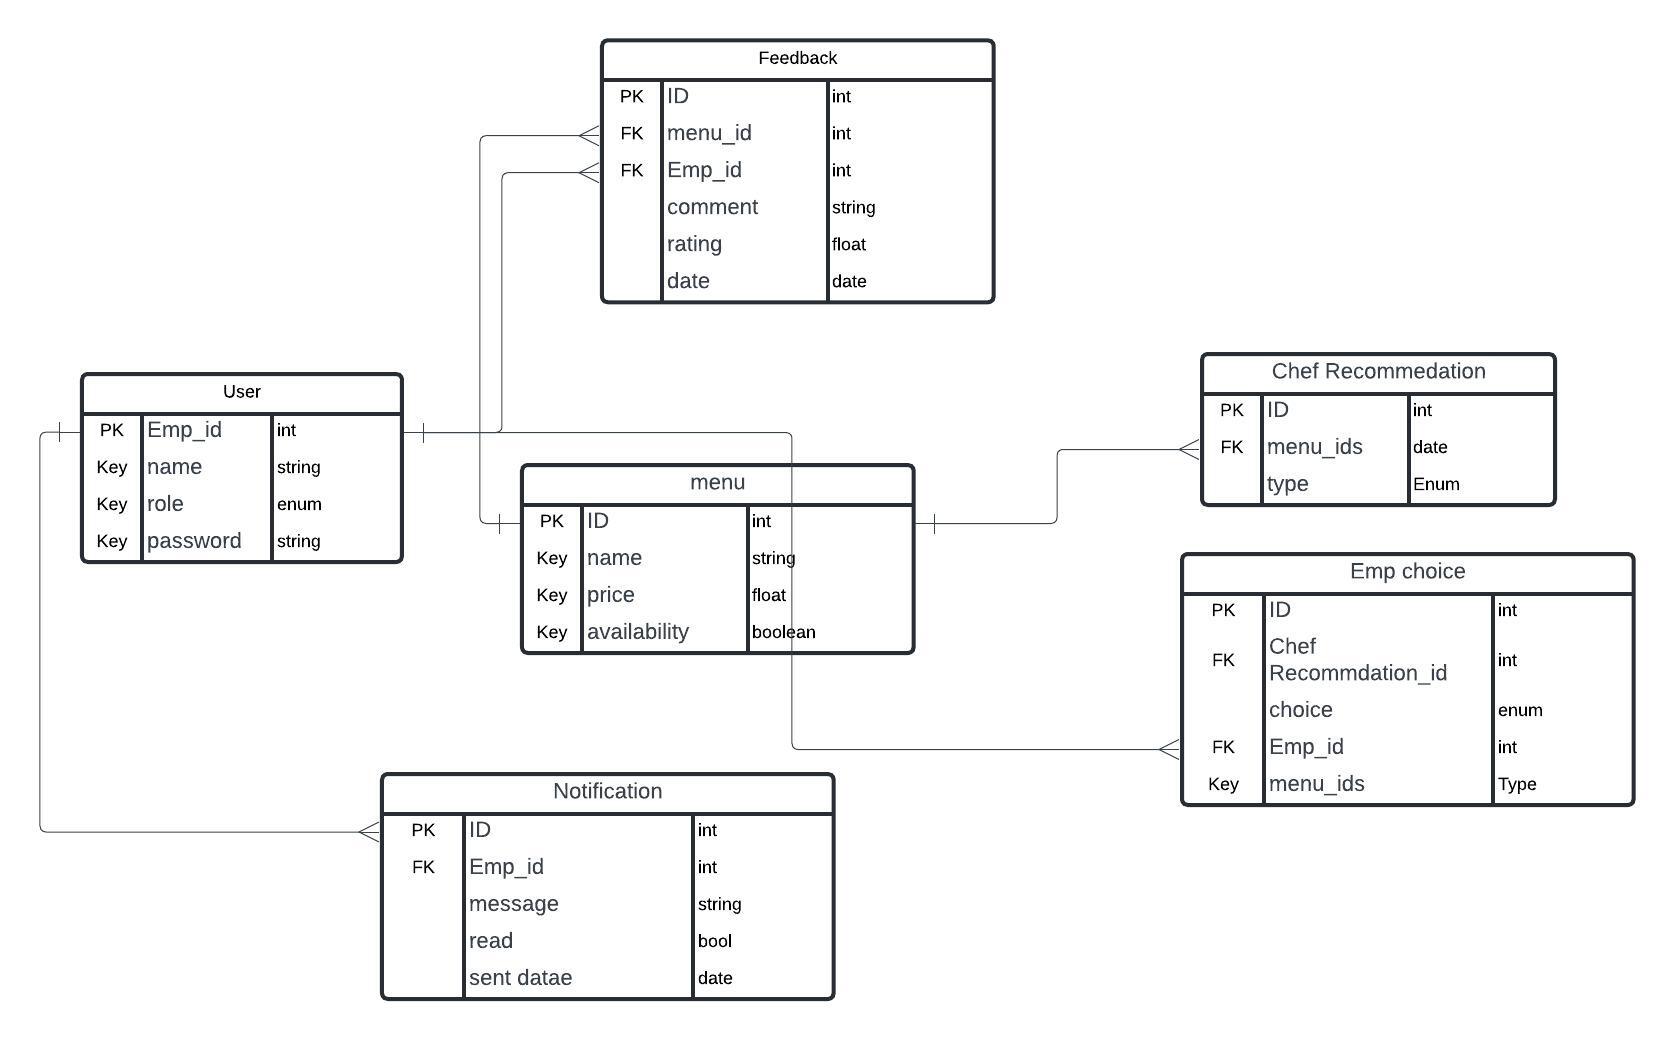 Feedback
PK ID int
FK menu_id int
FK Emp_id int
comment string
rating float
date date
User
PK Emp_id int
Key name string
Key role enum
Key password string
menu
PK ID int
Key name string
Key price float
Key availability boolean
Chef Recommedation
PK ID int
FK menu_ids date
type Enum
Emp choice
PK ID int
Chef
FK Recommdation_id int
choice enum
FK Emp_id int
Key menu_ids Type
Notification
PK ID int
FK Emp_id int
message string
read bool
sent datae date